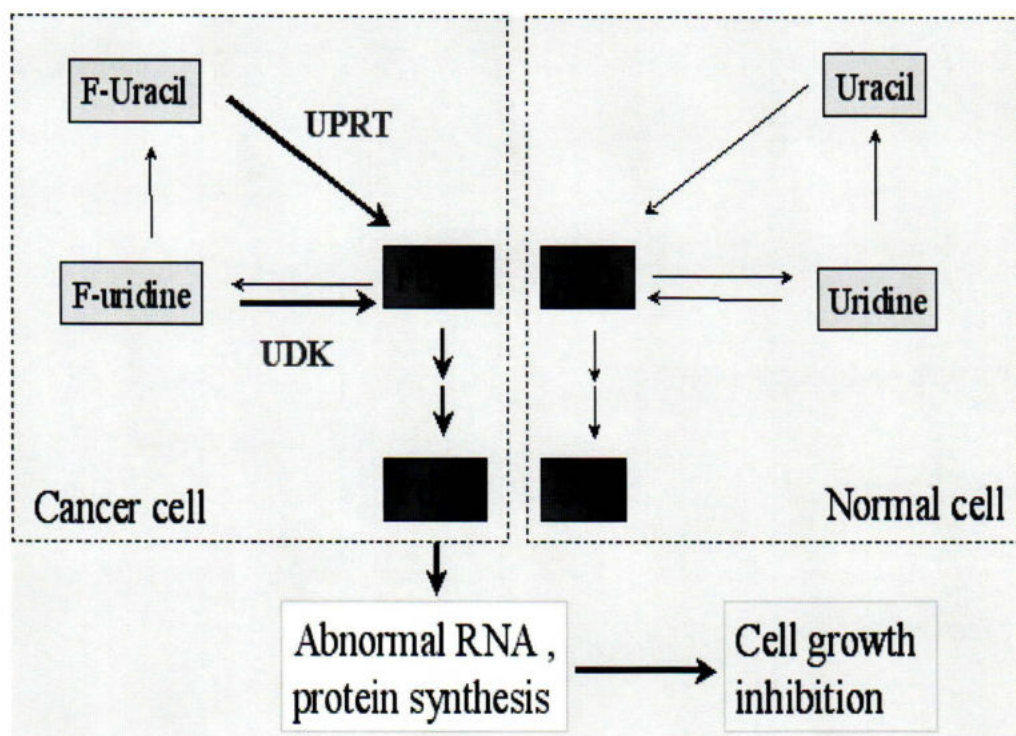 F-Uracil
UPRT
Uracil
F-uridine
UDK
Uridine
Cancer cell
Normal cell
Abnormal RNA ,
protein synthesis
Cell growth
inhibition